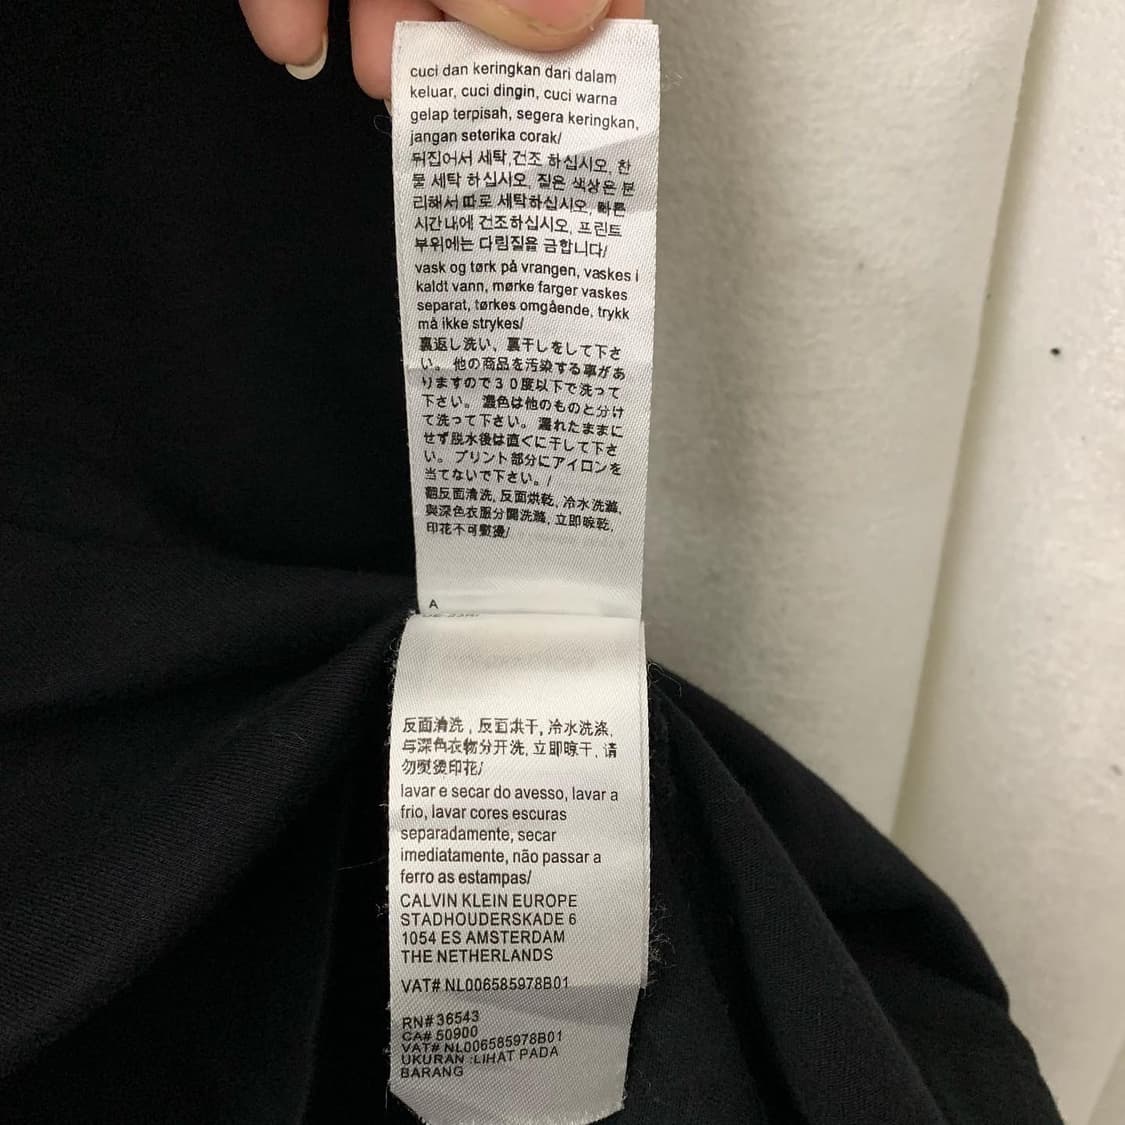 cuci dan keringkan dari dalam
keluar, cuci dingin, cuci warna
gelap terpisah, segera keringkan,
jangan seterika corak/
뒤집어서 세탁,건조 하십시오, 찬
물 세탁 하십시오, 짙은 색상은 분
리해서 따로 세탁하십시오, 빠른
시간내에 건조하십시오, 프린트
부위에는 다림질을 금합니다/
vask og tørk på vrangen, vaskes i
kaldt vann, mørke farger vaskes
separat, tørkes omgående, trykk
må ikke strykes/
裏返し洗い、裏干しをして下さ
い。他の商品を汚染する事があ
りますので30度以下で洗って
下さい。濃色は他のものと分け
て洗って下さい。濡れたままに
せず脱水後は直ぐに干して下さ
い。プリント部分にアイロンを
当てないで下さい。/
翻反面清洗, 反面烘乾, 冷水洗滌,
與深色衣服分開洗滌, 立即晾乾,
印花不可熨燙/
A
反面清洗, 反面烘干, 冷水洗涤,
与深色衣物分开洗, 立即晾干, 请
勿熨烫印花/
lavar e secar do avesso, lavar a
frio, lavar cores escuras
separadamente, secar
imediatamente, não passar a
ferro as estampas/
CALVIN KLEIN EUROPE
STADHOUDERSKADE 6
1054 ES AMSTERDAM
THE NETHERLANDS
VAT# NL006585978B01
RN# 36543
CA# 50900
VAT# NL006585978B01
UKURAN :LIHAT PADA
BARANG